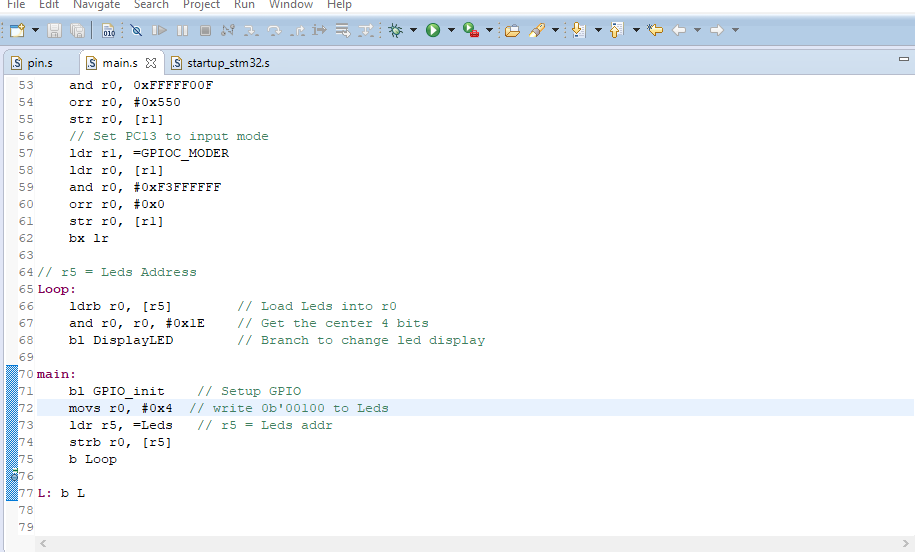 File Edit Navigate Search Project Run Window Help
pin.s main.s startup_stm32.s
53 and r0, 0xFFFFF00F
54 orr r0, #0x550
55 str r0, [r1]
56 // Set PC13 to input mode
57 ldr r1, =GPIOC_MODER
58 ldr r0, [r1]
59 and r0, #0xF3FFFFFF
60 orr r0, #0x0
61 str r0, [r1]
62 bx lr
63
64 // r5 = Leds Address
65 Loop:
66 ldrb r0, [r5] // Load Leds into r0
67 and r0, r0, #0x1E // Get the center 4 bits
68 bl DisplayLED // Branch to change led display
69
70 main:
71 bl GPIO_init // Setup GPIO
72 movs r0, #0x4 // write 0b'00100 to Leds
73 ldr r5, =Leds // r5 = Leds addr
74 strb r0, [r5]
75 b Loop
76
77 L: b L
78
79